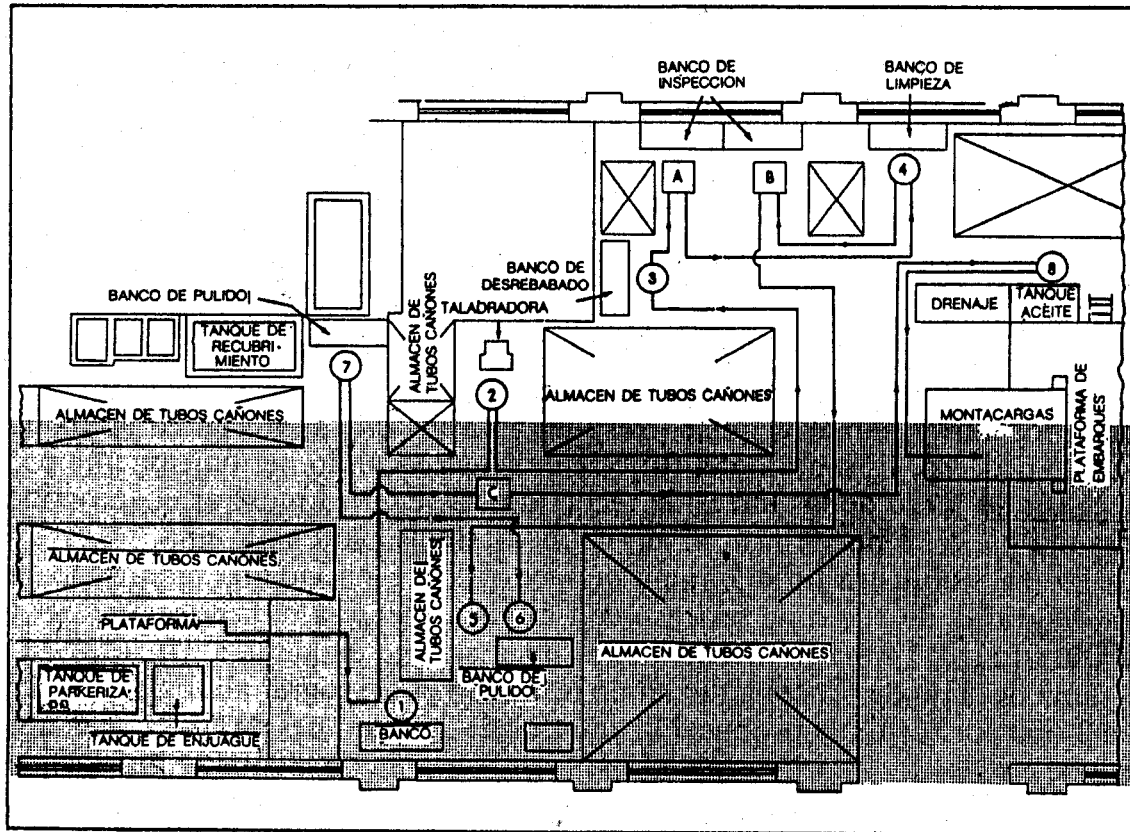 BANCO DE
INSPECCION
BANCO DE
LIMPIEZA
A
B
4
3
8
BANCO DE
DESREBABADO
BANCO DE PULIDO
TALADRADORA
ALMACEN DE
TUBOS CAÑONES
DRENAJE
TANQUE
ACEITE
TANQUE DE
RECUBRI-
MIENTO
7
2
ALMACEN DE TUBOS CAÑONES
ALMACEN DE TUBOS CAÑONES
MONTACARGAS
PLATAFORMA DE
EMBARQUES
C
ALMACEN DE TUBOS CAÑONES
ALMACEN DE
TUBOS CAÑONES
5
6
PLATAFORMA
ALMACEN DE TUBOS CAÑONES
TANQUE DE
PARKERIZA-
DO
BANCO DE
PULIDO
1
BANCO
TANQUE DE ENJUAGUE